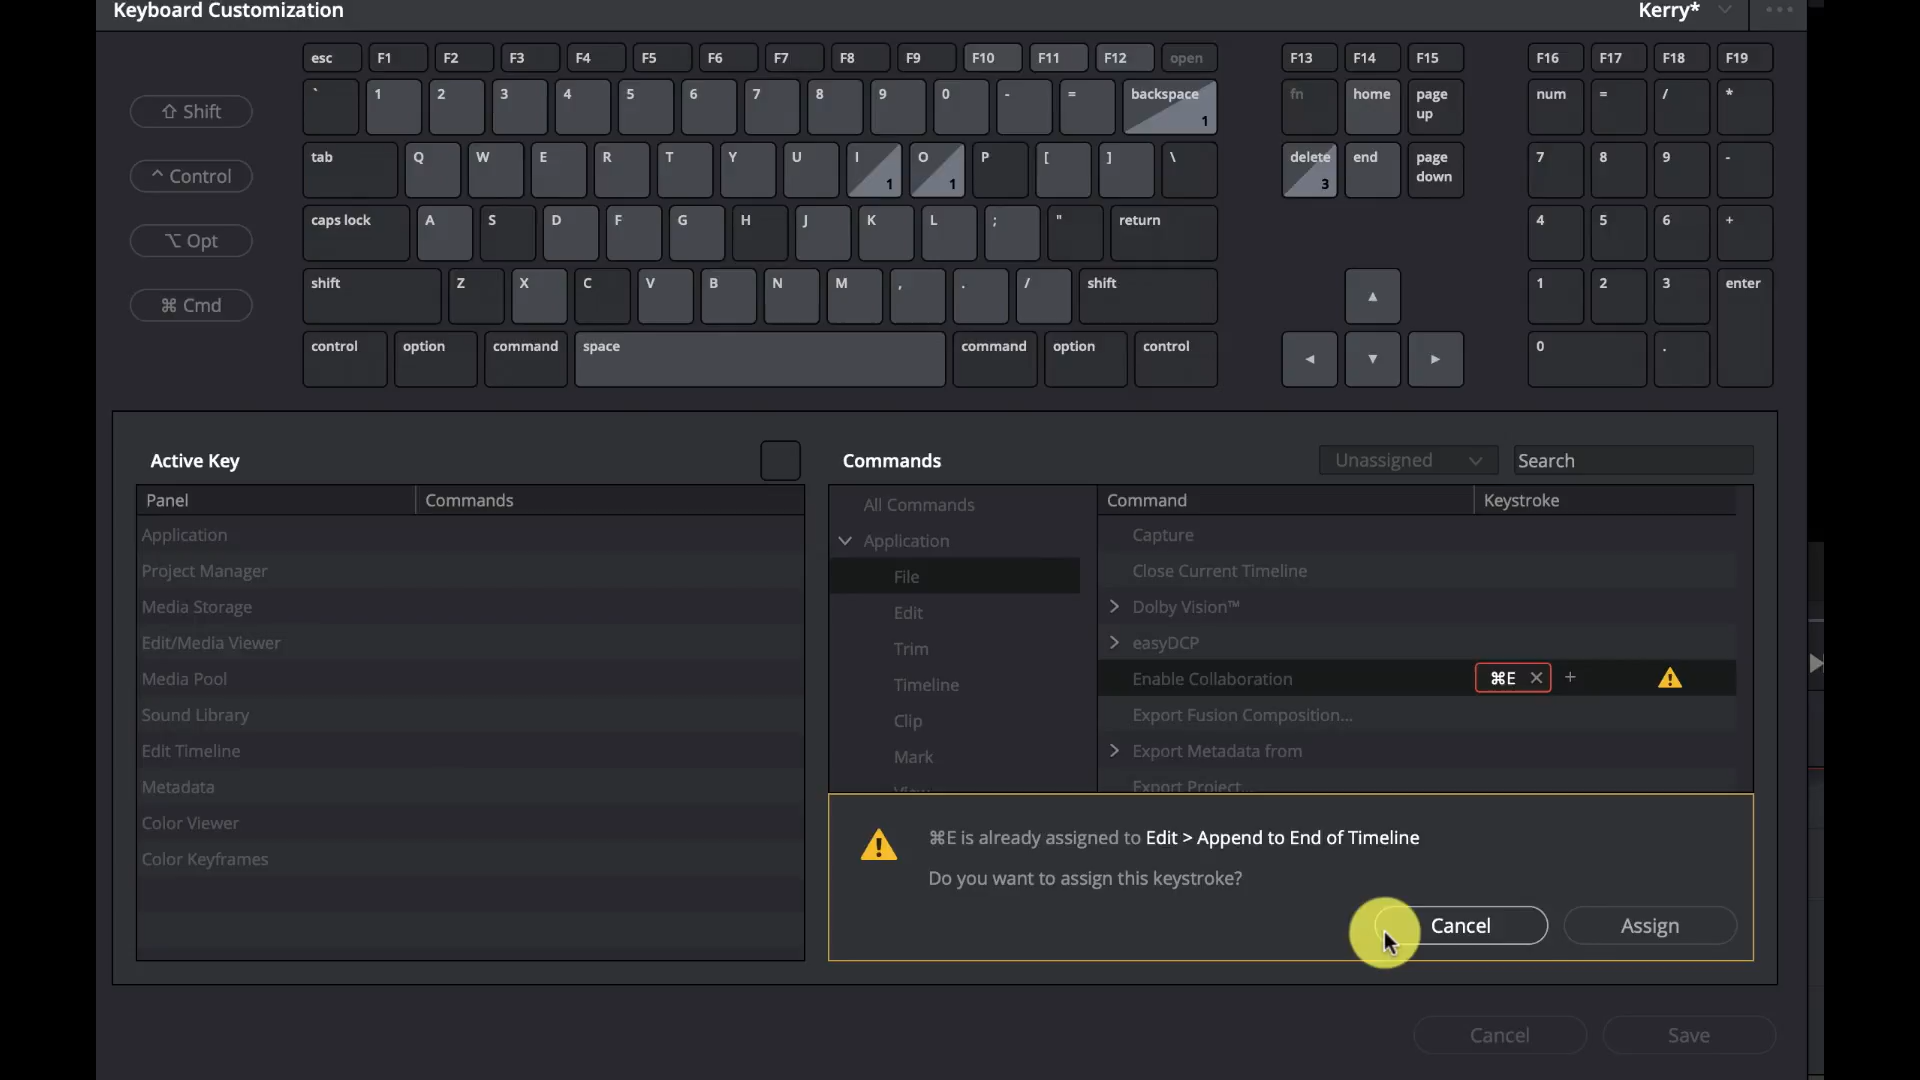 Keyboard Customization
Kerry*
esc F1 F2 F3 F4 F5 F6 F7 F8 F9 F10 F11 F12 open F13 F14 F15 F16 F17 F18 F19
⇧ Shift
` 1 2 3 4 5 6 7 8 9 0 - = backspace 1 fn home page up num = / *
^ Control
tab Q W E R T Y U I 1 O 1 P [ ] \ delete 3 end page down 7 8 9 -
⌥ Opt
caps lock A S D F G H J K L ; " return 4 5 6 +
⌘ Cmd
shift Z X C V B N M , . / shift ▲ 1 2 3 enter
control option command space command option control ◄ ▼ ► 0 .
Active Key
Panel Commands
Application
Project Manager
Media Storage
Edit/Media Viewer
Media Pool
Sound Library
Edit Timeline
Metadata
Color Viewer
Color Keyframes
Commands
Unassigned
Search
All Commands
Application
File
Edit
Trim
Timeline
Clip
Mark
View
Command Keystroke
Capture
Close Current Timeline
Dolby Vision™
easyDCP
Enable Collaboration ⌘E ✕ +
Export Fusion Composition...
Export Metadata from
Export Project...
⌘E is already assigned to Edit > Append to End of Timeline
Do you want to assign this keystroke?
Cancel Assign
Cancel Save